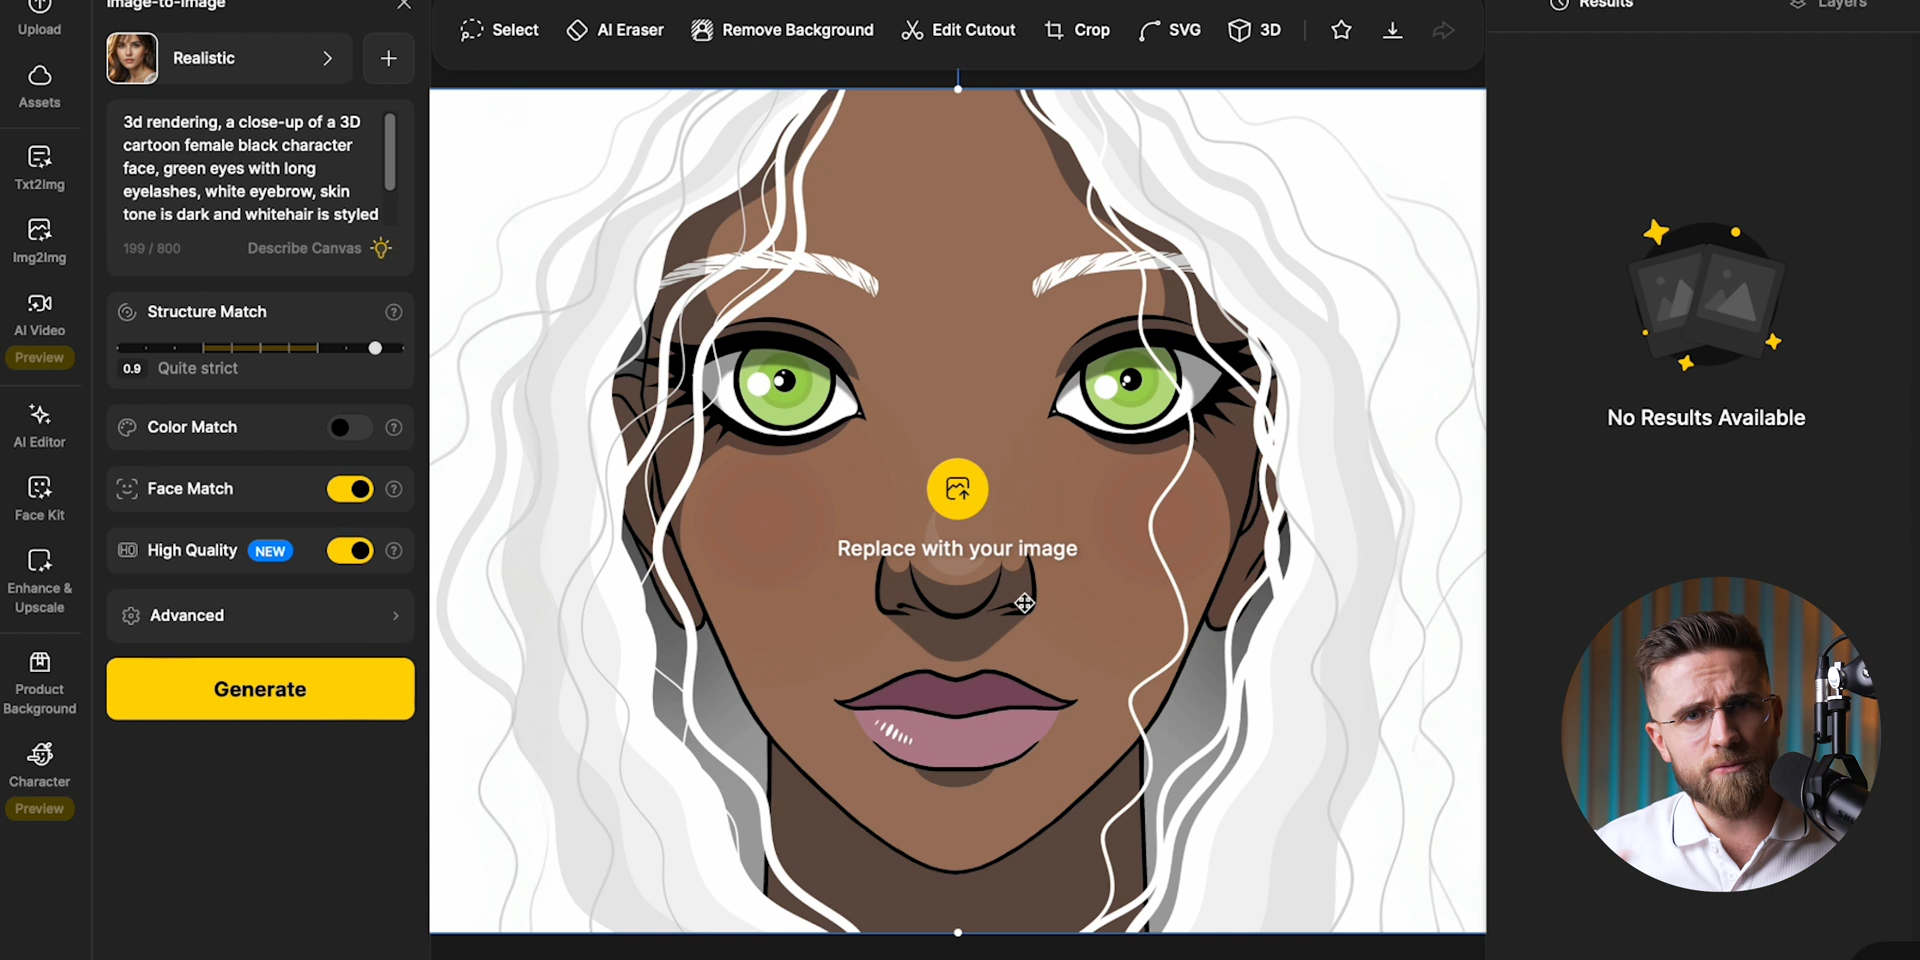 Upload
Assets
Txt2Img
Img2Img
AI Video
Preview
AI Editor
Face Kit
Enhance &
Upscale
Product
Background
Character
Preview
Image-to-Image
Realistic
3d rendering, a close-up of a 3D
cartoon female black character
face, green eyes with long
eyelashes, white eyebrow, skin
tone is dark and whitehair is styled
199 / 800
Describe Canvas
Structure Match
0.9 Quite strict
Color Match
Face Match
HQ High Quality NEW
Advanced
Generate
Select
AI Eraser
Remove Background
Edit Cutout
Crop
SVG
3D
Replace with your image
Results
Layers
No Results Available